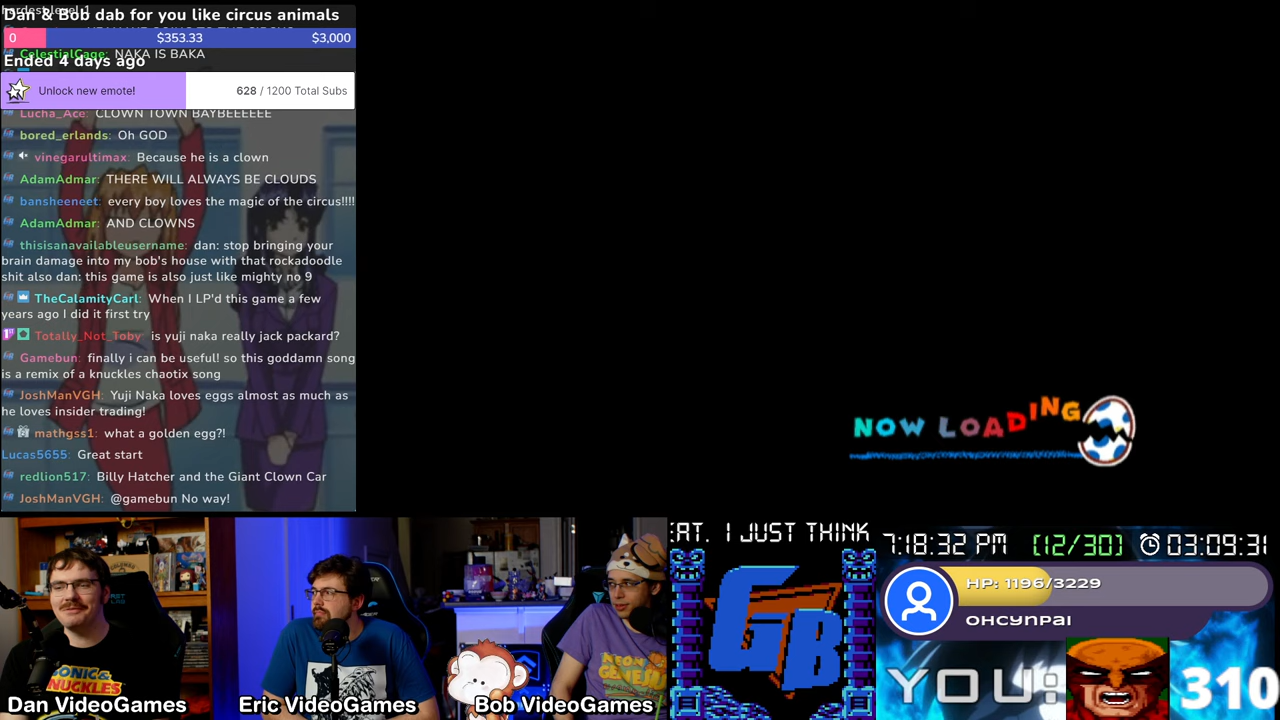 hardest level 1
Dan & Bob dab for you like circus animals
0 $353.33 $3,000
CelestialCage: NAKA IS BAKA
Ended 4 days ago
Unlock new emote! 628 / 1200 Total Subs
Lucha_Ace: CLOWN TOWN BAYBEEEEEE
bored_erlands: Oh GOD
vinegarultimax: Because he is a clown
AdamAdmar: THERE WILL ALWAYS BE CLOUDS
bansheeneet: every boy loves the magic of the circus!!!!
AdamAdmar: AND CLOWNS
thisisanavailableusername: dan: stop bringing your
brain damage into my bob's house with that rockadoodle
shit also dan: this game is also just like mighty no 9
TheCalamityCarl: When I LP'd this game a few
years ago I did it first try
Totally_Not_Toby: is yuji naka really jack packard?
Gamebun: finally i can be useful! so this goddamn song
is a remix of a knuckles chaotix song
JoshManVGH: Yuji Naka loves eggs almost as much as
he loves insider trading!
mathgss1: what a golden egg?!
Lucas5655: Great start
redlion517: Billy Hatcher and the Giant Clown Car
JoshManVGH: @gamebun No way!
NOW LOADING
EAT. I JUST THINK
7:18:32 PM [12/30] 03:09:31
HP: 1196/3229
OHCYNPAI
GB
SONIC &
KNUCKLES
YOU: 310
Dan VideoGames
Eric VideoGames
Bob VideoGames